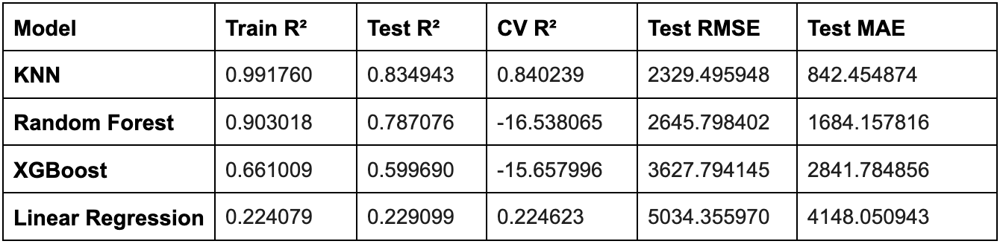 Model Train R² Test R² CV R² Test RMSE Test MAE
KNN 0.991760 0.834943 0.840239 2329.495948 842.454874
Random Forest 0.903018 0.787076 -16.538065 2645.798402 1684.157816
XGBoost 0.661009 0.599690 -15.657996 3627.794145 2841.784856
Linear Regression 0.224079 0.229099 0.224623 5034.355970 4148.050943